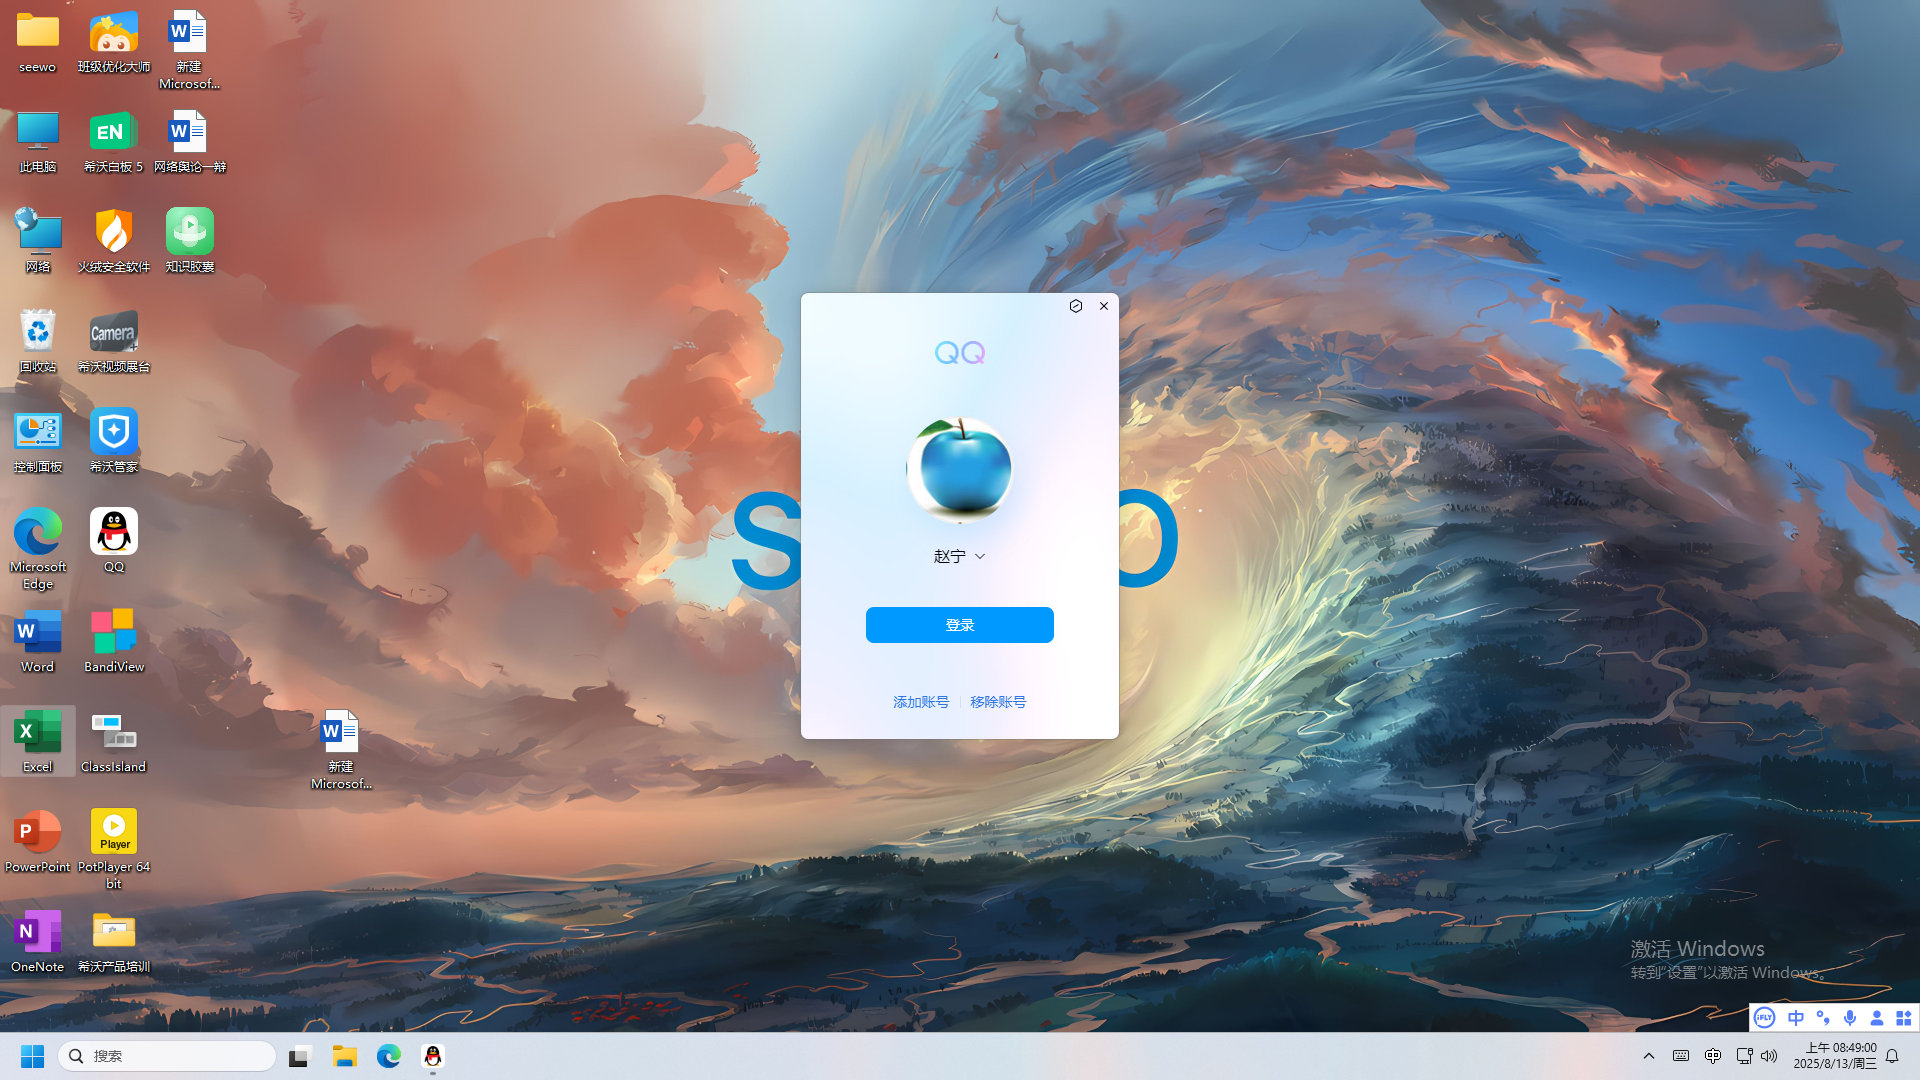 seewo
班级优化大师
新建
Microsof...
此电脑
EN
希沃白板 5
网络舆论一辩
网络
火绒安全软件
知识胶囊
回收站
Camera
希沃视频展台
控制面板
希沃管家
Microsoft
Edge
QQ
Word
BandiView
Excel
ClassIsland
新建
Microsof...
PowerPoint
Player
PotPlayer 64
bit
OneNote
希沃产品培训
S
O
QQ
赵宁
登录
添加账号
移除账号
激活 Windows
转到“设置”以激活 Windows。
iFLY
中
搜索
中
上午 08:49:00
2025/8/13/周三